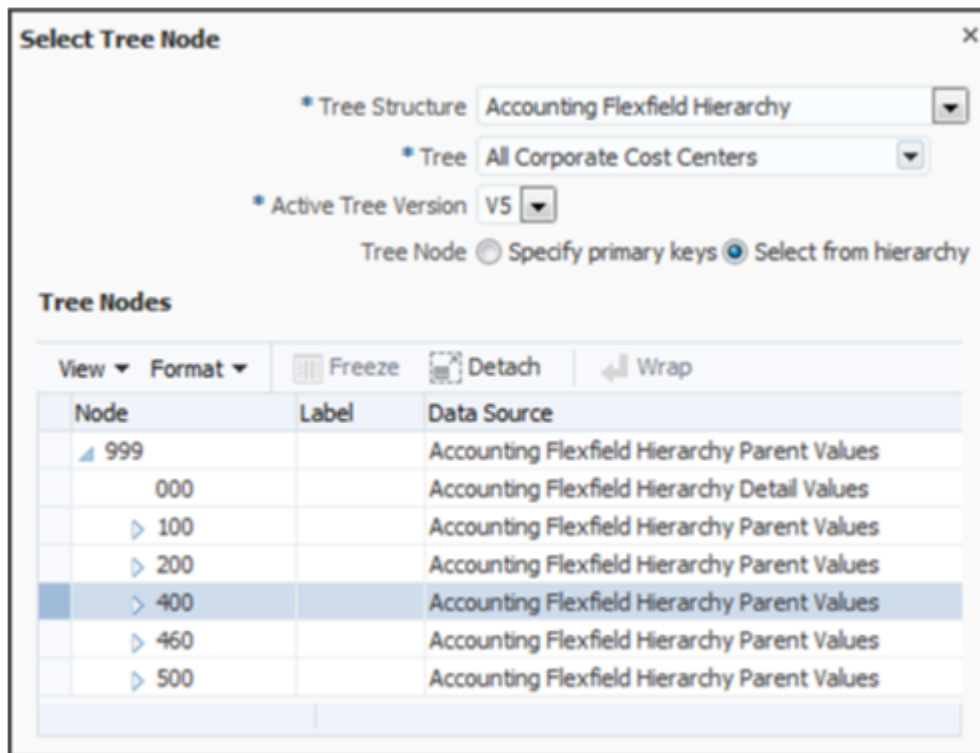 Select Tree Node ×
* Tree Structure Accounting Flexfield Hierarchy
* Tree All Corporate Cost Centers
* Active Tree Version V5
Tree Node Specify primary keys Select from hierarchy
Tree Nodes
View Format Freeze Detach Wrap
Node Label Data Source
999 Accounting Flexfield Hierarchy Parent Values
000 Accounting Flexfield Hierarchy Detail Values
100 Accounting Flexfield Hierarchy Parent Values
200 Accounting Flexfield Hierarchy Parent Values
400 Accounting Flexfield Hierarchy Parent Values
460 Accounting Flexfield Hierarchy Parent Values
500 Accounting Flexfield Hierarchy Parent Values